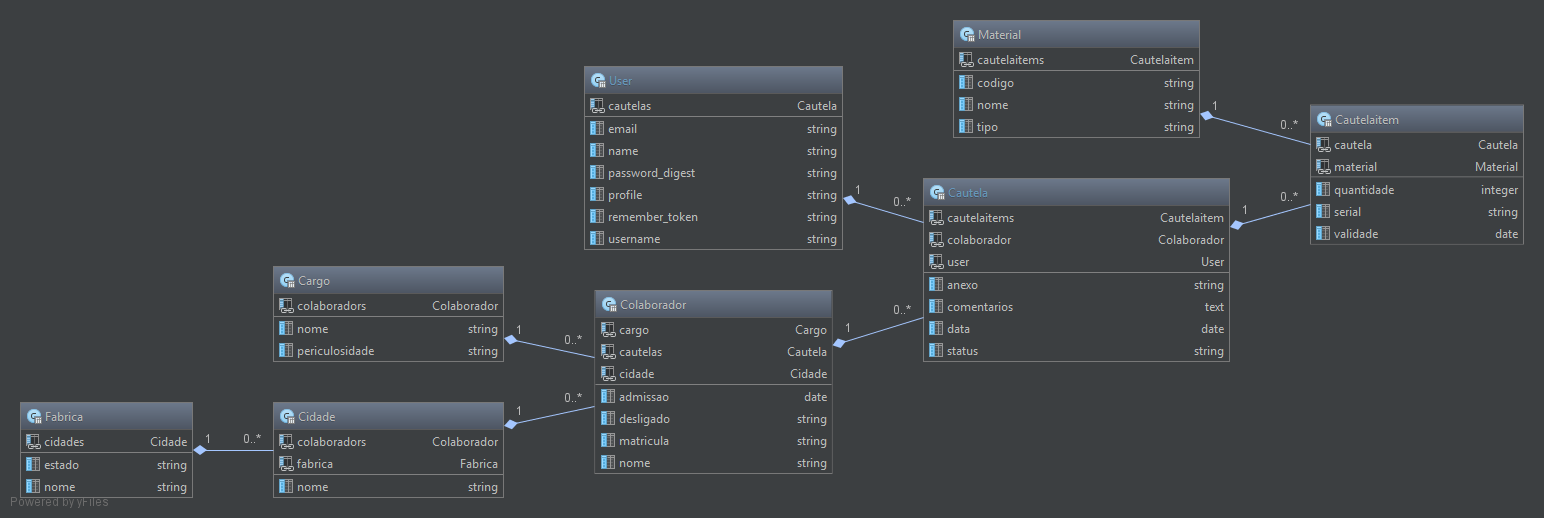 Material
cautelaitems Cautelaitem
codigo string
nome string
tipo string
1
0..*
User
cautelas Cautela
email string
name string
password_digest string
profile string
remember_token string
username string
1
0..*
Cautelaitem
cautela Cautela
material Material
quantidade integer
serial string
validade date
Cautela
cautelaitems Cautelaitem
colaborador Colaborador
user User
anexo string
comentarios text
data date
status string
1
0..*
Cargo
colaboradors Colaborador
nome string
periculosidade string
1
0..*
Colaborador
cargo Cargo
cautelas Cautela
cidade Cidade
admissao date
desligado string
matricula string
nome string
1
0..*
Fabrica
cidades Cidade
estado string
nome string
1
0..*
Cidade
colaboradors Colaborador
fabrica Fabrica
nome string
1
0..*
Powered by yFiles